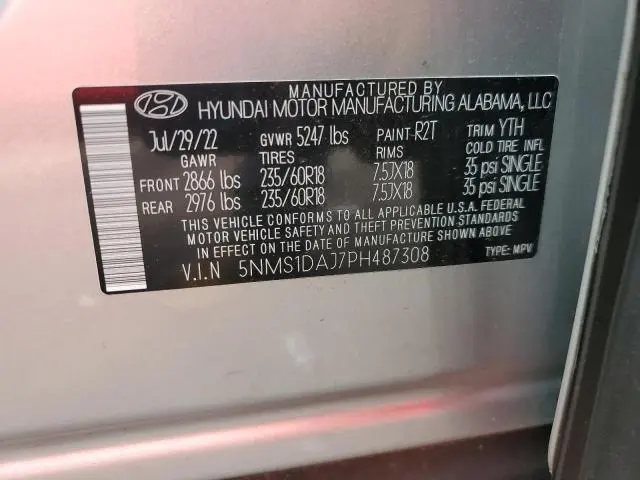 MANUFACTURED BY
HYUNDAI MOTOR MANUFACTURING ALABAMA, LLC
Jul/29/22 GVWR 5247 lbs PAINT R2T TRIM YTH
GAWR TIRES RIMS COLD TIRE INFL
FRONT 2866 lbs 235/60R18 7.5JX18 35 psi SINGLE
REAR 2976 lbs 235/60R18 7.5JX18 35 psi SINGLE
THIS VEHICLE CONFORMS TO ALL APPLICABLE U.S.A. FEDERAL
MOTOR VEHICLE SAFETY AND THEFT PREVENTION STANDARDS
IN EFFECT ON THE DATE OF MANUFACTURE SHOWN ABOVE.
V.I.N 5NMS1DAJ7PH487308 TYPE: MPV